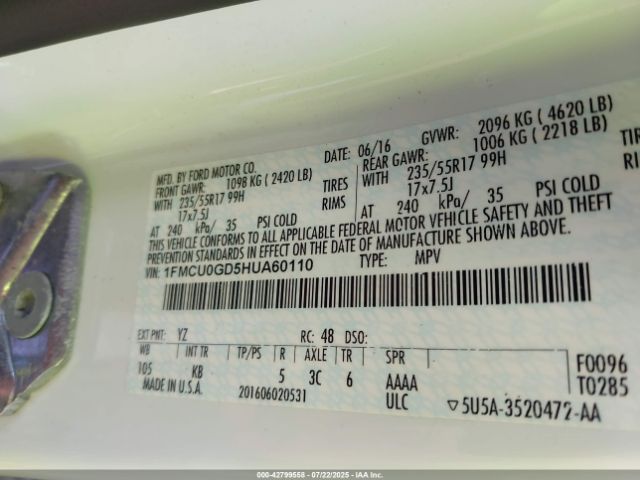 MFD. BY FORD MOTOR CO.
DATE: 06/16 GVWR: 2096 KG ( 4620 LB)
FRONT GAWR: 1098 KG ( 2420 LB)
REAR GAWR: 1006 KG ( 2218 LB)
WITH 235/55R17 99H TIRES WITH 235/55R17 99H TIRES
17x7.5J RIMS 17x7.5J RIMS
AT 240 kPa/ 35 PSI COLD AT 240 kPa/ 35 PSI COLD
THIS VEHICLE CONFORMS TO ALL APPLICABLE FEDERAL MOTOR VEHICLE SAFETY AND THEFT
PREVENTION STANDARDS IN EFFECT ON THE DATE OF MANUFACTURE SHOWN ABOVE.
VIN: 1FMCU0GD5HUA60110 TYPE: MPV
EXT PNT: YZ RC: 48 DSO:
WB INT TR TP/PS R AXLE TR SPR
105 KB 5 3C 6 AAAA F0096
MADE IN U.S.A. 201606020531 ULC T0285
▽5U5A-3520472-AA
000-42799558 - 07/22/2025 - IAA Inc.